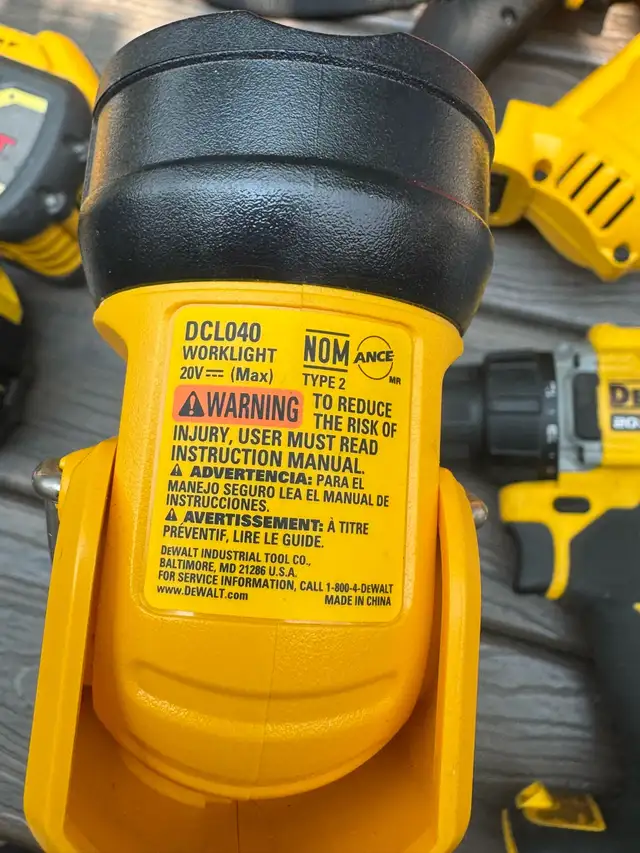 DCL040
WORKLIGHT
20V ⎓ (Max)
NOM ANCE
MR
TYPE 2
⚠WARNING TO REDUCE
THE RISK OF
INJURY, USER MUST READ
INSTRUCTION MANUAL.
⚠ ADVERTENCIA: PARA EL
MANEJO SEGURO LEA EL MANUAL DE
INSTRUCCIONES.
⚠ AVERTISSEMENT: À TITRE
PRÉVENTIF, LIRE LE GUIDE.
DEWALT INDUSTRIAL TOOL CO.,
BALTIMORE, MD 21286 U.S.A.
FOR SERVICE INFORMATION, CALL 1-800-4-DEWALT
www.DEWALT.com
MADE IN CHINA